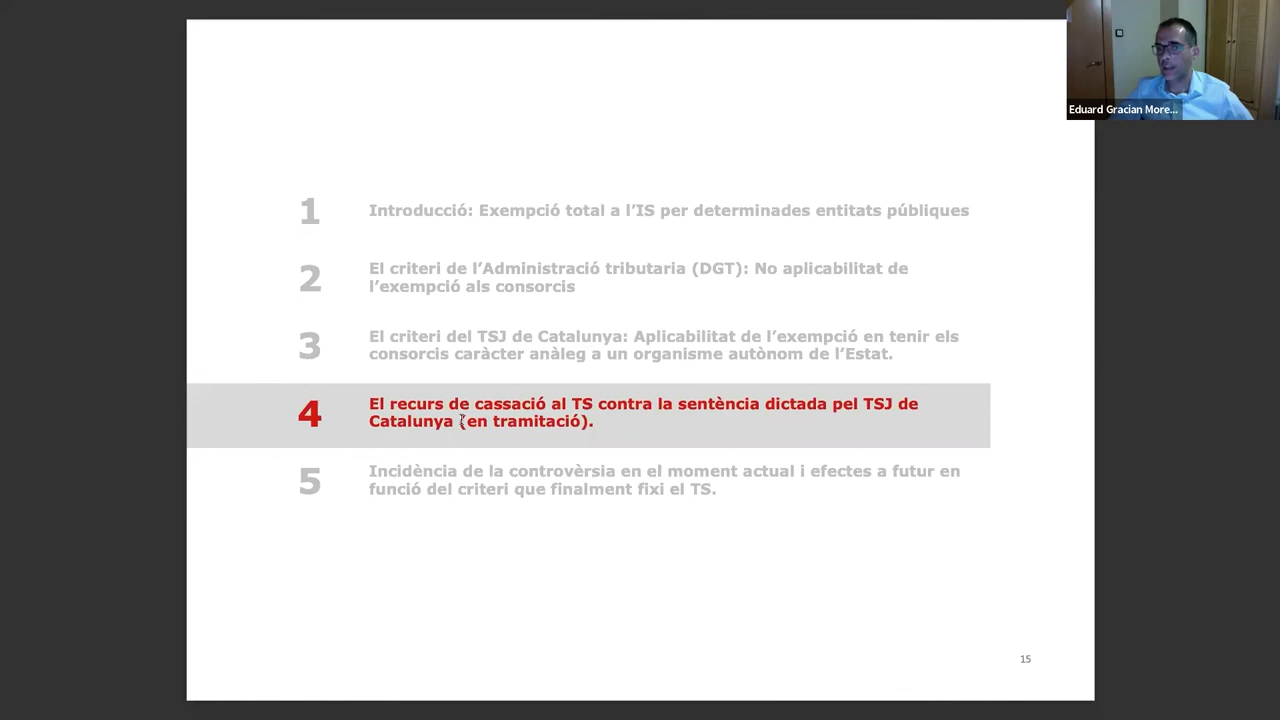 Eduard Gracian More...
1
Introducció: Exempció total a l’IS per determinades entitats públiques
2
El criteri de l’Administració tributaria (DGT): No aplicabilitat de
l’exempció als consorcis
3
El criteri del TSJ de Catalunya: Aplicabilitat de l’exempció en tenir els
consorcis caràcter anàleg a un organisme autònom de l’Estat.
4
El recurs de cassació al TS contra la sentència dictada pel TSJ de
Catalunya (en tramitació).
5
Incidència de la controvèrsia en el moment actual i efectes a futur en
funció del criteri que finalment fixi el TS.
15